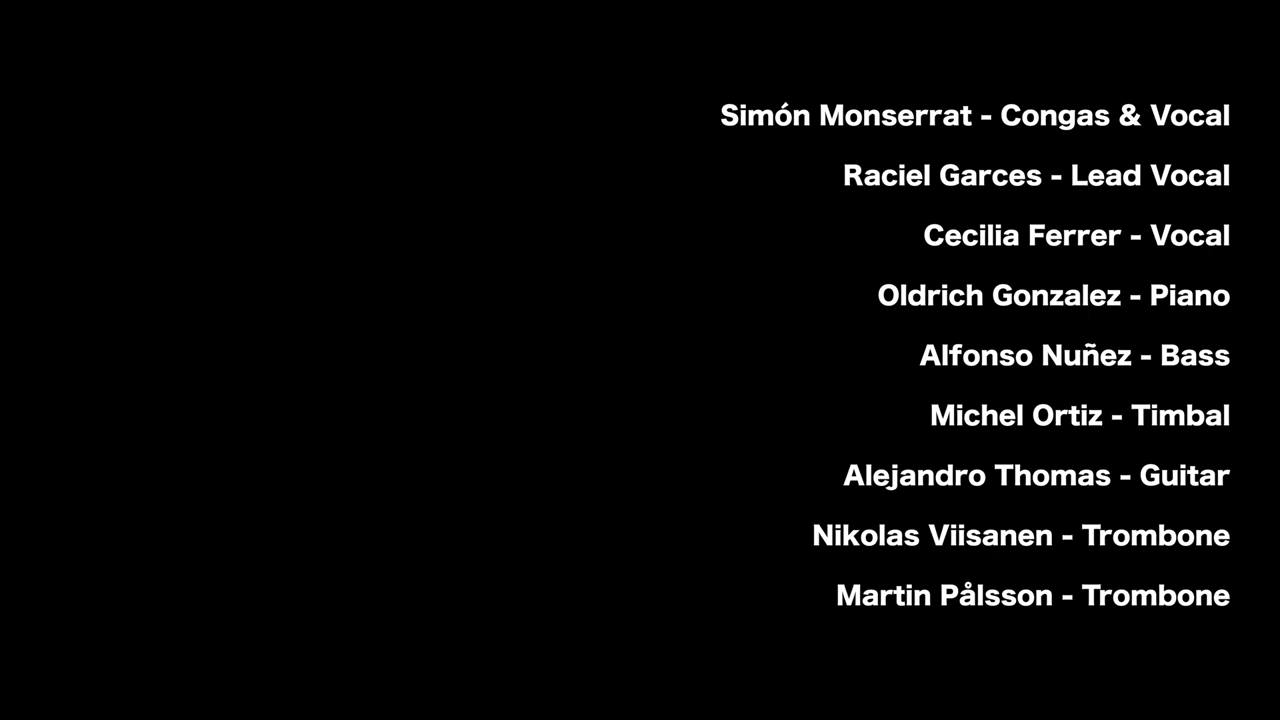 Simón Monserrat - Congas & Vocal
Raciel Garces - Lead Vocal
Cecilia Ferrer - Vocal
Oldrich Gonzalez - Piano
Alfonso Nuñez - Bass
Michel Ortiz - Timbal
Alejandro Thomas - Guitar
Nikolas Viisanen - Trombone
Martin Pålsson - Trombone